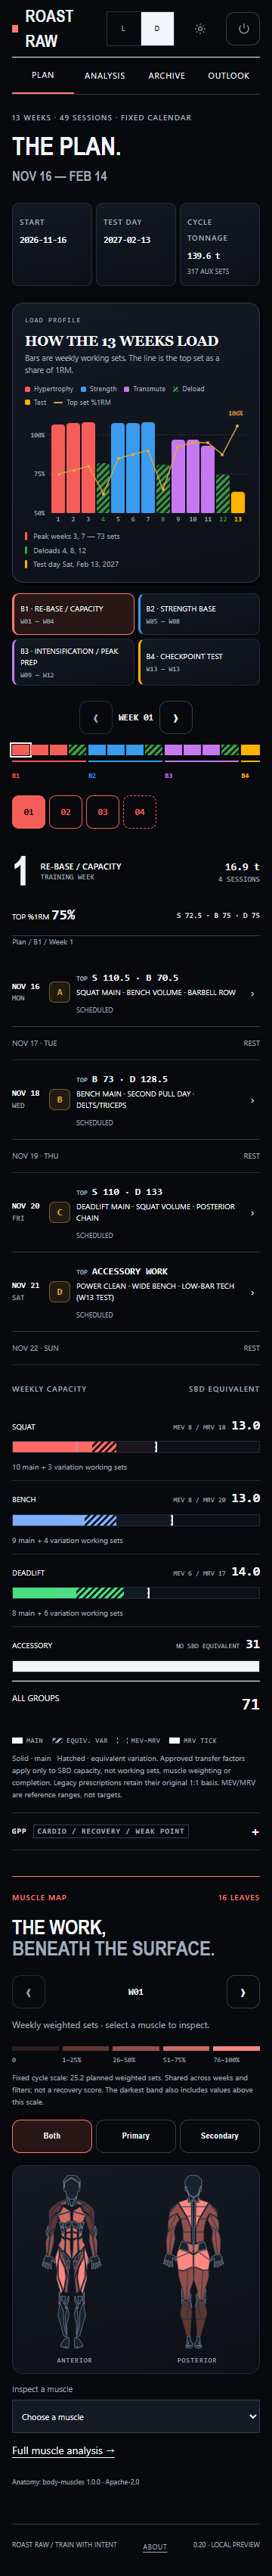 ROAST
RAW
L D
PLAN ANALYSIS ARCHIVE OUTLOOK
13 WEEKS · 49 SESSIONS · FIXED CALENDAR
THE PLAN.
NOV 16 — FEB 14
START
2026-11-16
TEST DAY
2027-02-13
CYCLE
TONNAGE
139.6 t
317 AUX SETS
LOAD PROFILE
HOW THE 13 WEEKS LOAD
Bars are weekly working sets. The line is the top set as a
share of 1RM.
Hypertrophy Strength Transmute Deload
Test Top set %1RM
106%
100%
75%
50%
1 2 3 4 5 6 7 8 9 10 11 12 13
Peak weeks 3, 7 — 73 sets
Deloads 4, 8, 12
Test day Sat, Feb 13, 2027
B1 · RE-BASE / CAPACITY
W01 — W04
B2 · STRENGTH BASE
W05 — W08
B3 · INTENSIFICATION / PEAK
PREP
W09 — W12
B4 · CHECKPOINT TEST
W13 — W13
‹ WEEK 01 ›
B1 B2 B3 B4
01 02 03 04
1 RE-BASE / CAPACITY 16.9 t
TRAINING WEEK 4 SESSIONS
TOP %1RM 75% S 72.5 · B 75 · D 75
Plan / B1 / Week 1
NOV 16
MON
A
TOP S 110.5 · B 70.5
SQUAT MAIN · BENCH VOLUME · BARBELL ROW
SCHEDULED
›
NOV 17 · TUE REST
NOV 18
WED
B
TOP B 73 · D 128.5
BENCH MAIN · SECOND PULL DAY ·
DELTS/TRICEPS
SCHEDULED
›
NOV 19 · THU REST
NOV 20
FRI
C
TOP S 110 · D 133
DEADLIFT MAIN · SQUAT VOLUME · POSTERIOR
CHAIN
SCHEDULED
›
NOV 21
SAT
D
TOP ACCESSORY WORK
POWER CLEAN · WIDE BENCH · LOW-BAR TECH
(W13 TEST)
SCHEDULED
›
NOV 22 · SUN REST
WEEKLY CAPACITY SBD EQUIVALENT
SQUAT MEV 8 / MRV 18 13.0
10 main + 3 variation working sets
BENCH MEV 8 / MRV 20 13.0
9 main + 4 variation working sets
DEADLIFT MEV 6 / MRV 17 14.0
8 main + 6 variation working sets
ACCESSORY NO SBD EQUIVALENT 31
ALL GROUPS 71
MAIN EQUIV. VAR MEV–MRV MRV TICK
Solid · main Hatched · equivalent variation. Approved transfer factors
apply only to SBD capacity, not working sets, muscle weighting or
completion. Legacy prescriptions retain their original 1:1 basis. MEV/MRV
are reference ranges, not targets.
GPP CARDIO / RECOVERY / WEAK POINT +
MUSCLE MAP 16 LEAVES
THE WORK,
BENEATH THE SURFACE.
‹ W01 ›
Weekly weighted sets · select a muscle to inspect.
0 1–25% 26–50% 51–75% 76–100%
Fixed cycle scale: 25.2 planned weighted sets. Shared across weeks and
filters; not a recovery score. The darkest band also includes values above
this scale.
Both Primary Secondary
ANTERIOR POSTERIOR
Inspect a muscle
Choose a muscle
Full muscle analysis →
Anatomy: body-muscles 1.0.0 · Apache-2.0
ROAST RAW / TRAIN WITH INTENT ABOUT 0.20 · LOCAL PREVIEW